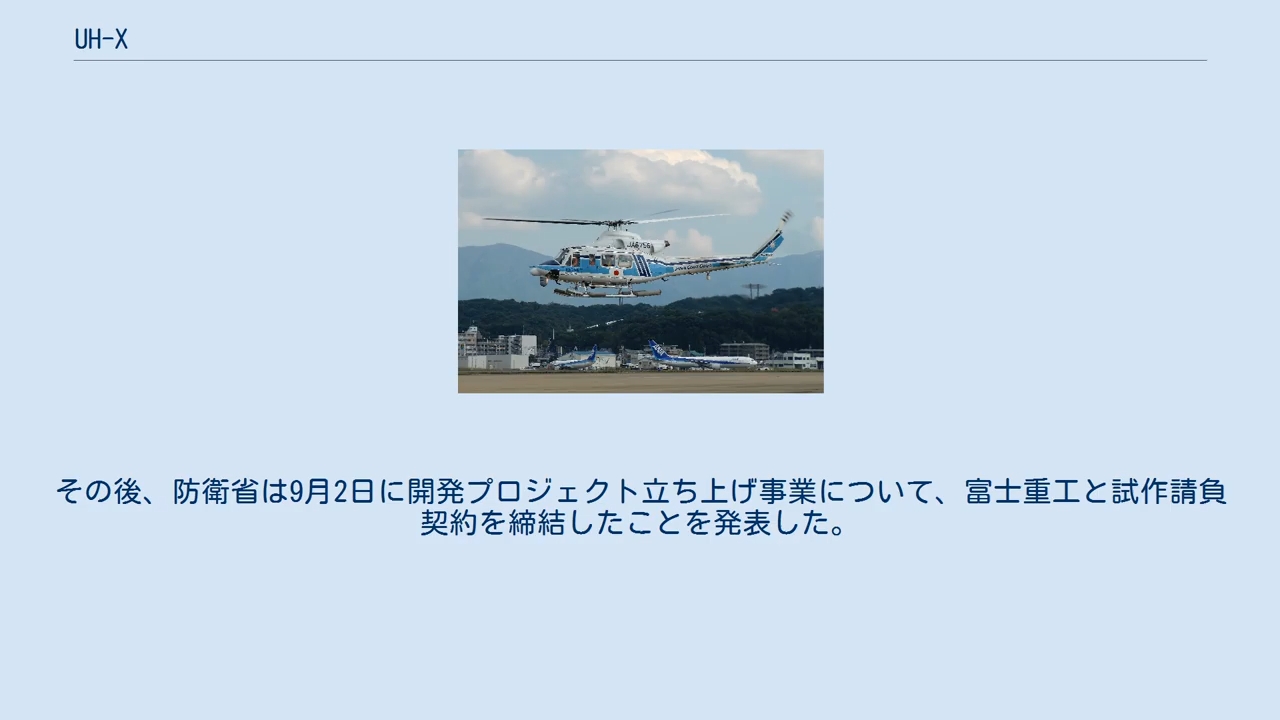 UH-X
その後、防衛省は9月2日に開発プロジェクト立ち上げ事業について、富士重工と試作請負
契約を締結したことを発表した。